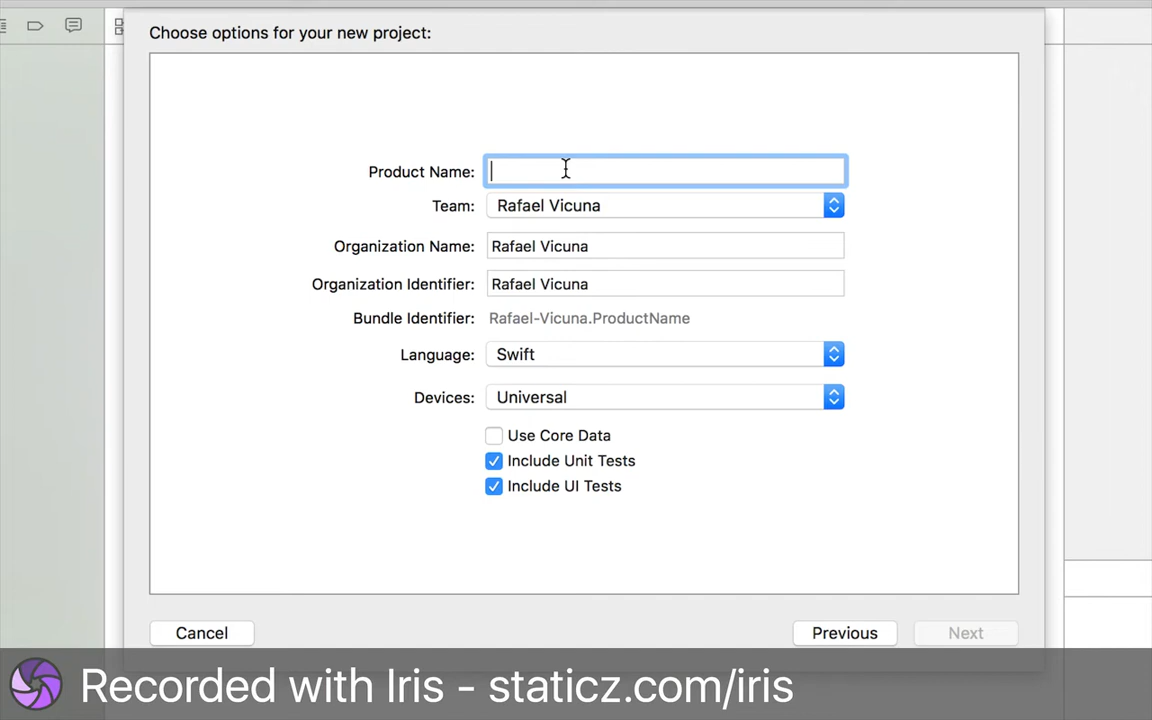 Choose options for your new project:
Product Name:
Team: Rafael Vicuna
Organization Name: Rafael Vicuna
Organization Identifier: Rafael Vicuna
Bundle Identifier: Rafael-Vicuna.ProductName
Language: Swift
Devices: Universal
Use Core Data
Include Unit Tests
Include UI Tests
Cancel Previous Next
Recorded with Iris - staticz.com/iris